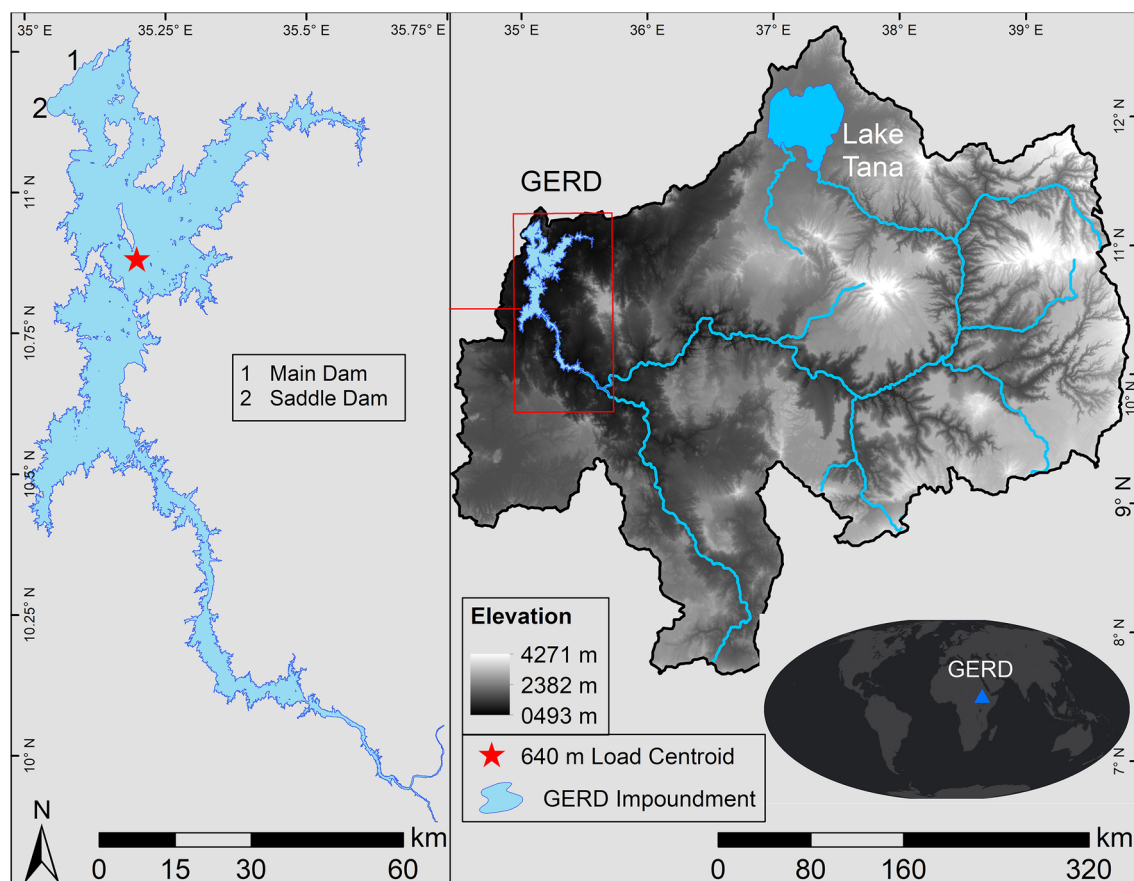 35° E
35.25° E
35.5° E
35.75° E
11° N
10.75° N
10.5° N
10.25° N
10° N
1
2
1 Main Dam
2 Saddle Dam
N
km
0 15 30 60
35° E
36° E
37° E
38° E
39° E
12° N
11° N
10° N
9° N
8° N
7° N
GERD
Lake
Tana
Elevation
4271 m
2382 m
0493 m
640 m Load Centroid
GERD Impoundment
GERD
km
0 80 160 320